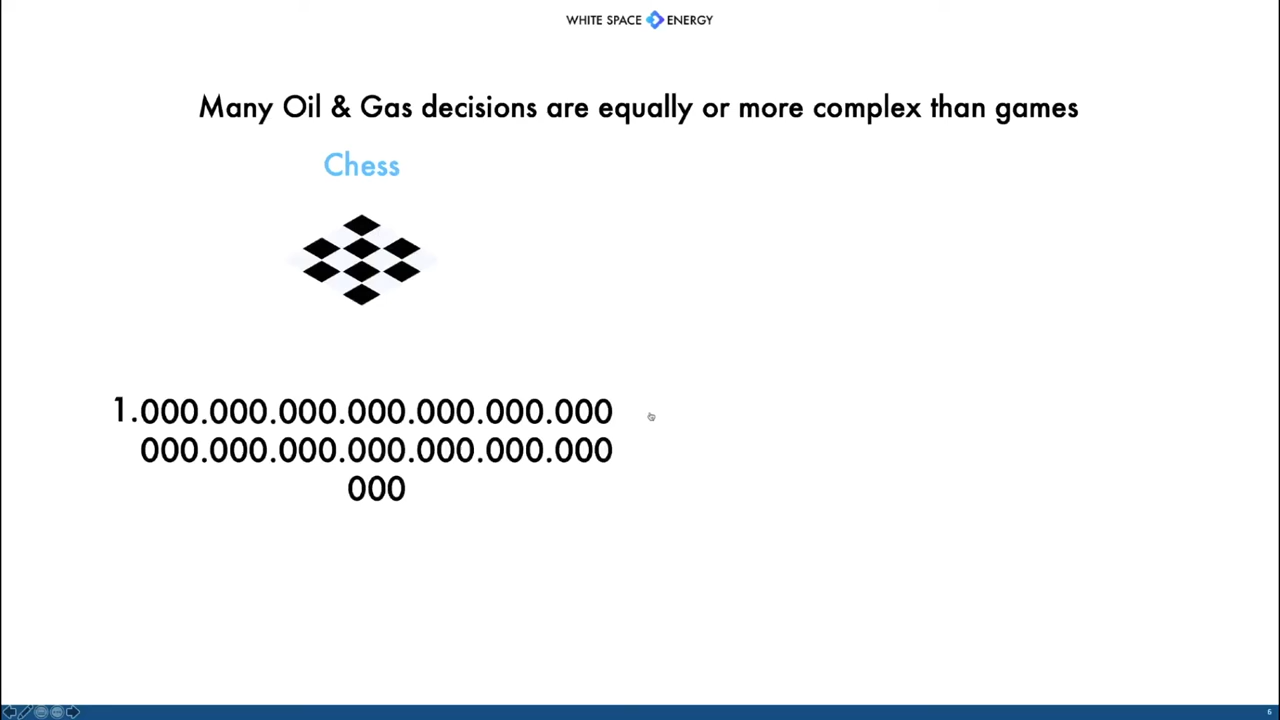 WHITE SPACE ENERGY
Many Oil & Gas decisions are equally or more complex than games
Chess
1.000.000.000.000.000.000.000
000.000.000.000.000.000.000
000
6